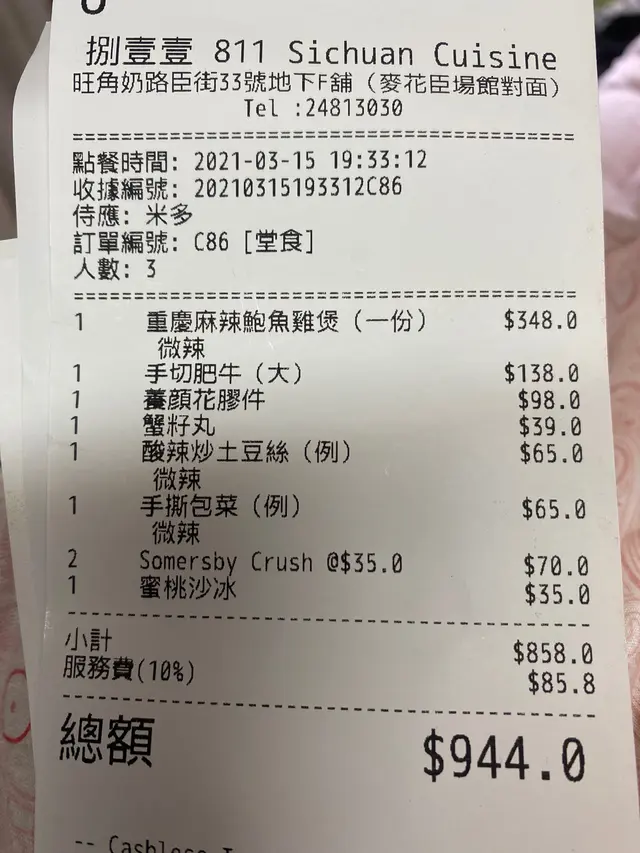 捌壹壹 811 Sichuan Cuisine
旺角奶路臣街33號地下F舖（麥花臣場館對面）
Tel :24813030
點餐時間: 2021-03-15 19:33:12
收據編號: 20210315193312C86
侍應: 米多
訂單編號: C86 [堂食]
人數: 3
1 重慶麻辣鮑魚雞煲（一份） $348.0
微辣
1 手切肥牛（大） $138.0
1 養顏花膠件 $98.0
1 蟹籽丸 $39.0
1 酸辣炒土豆絲（例） $65.0
微辣
1 手撕包菜（例） $65.0
微辣
2 Somersby Crush @$35.0 $70.0
1 蜜桃沙冰 $35.0
小計 $858.0
服務費(10%) $85.8
總額 $944.0